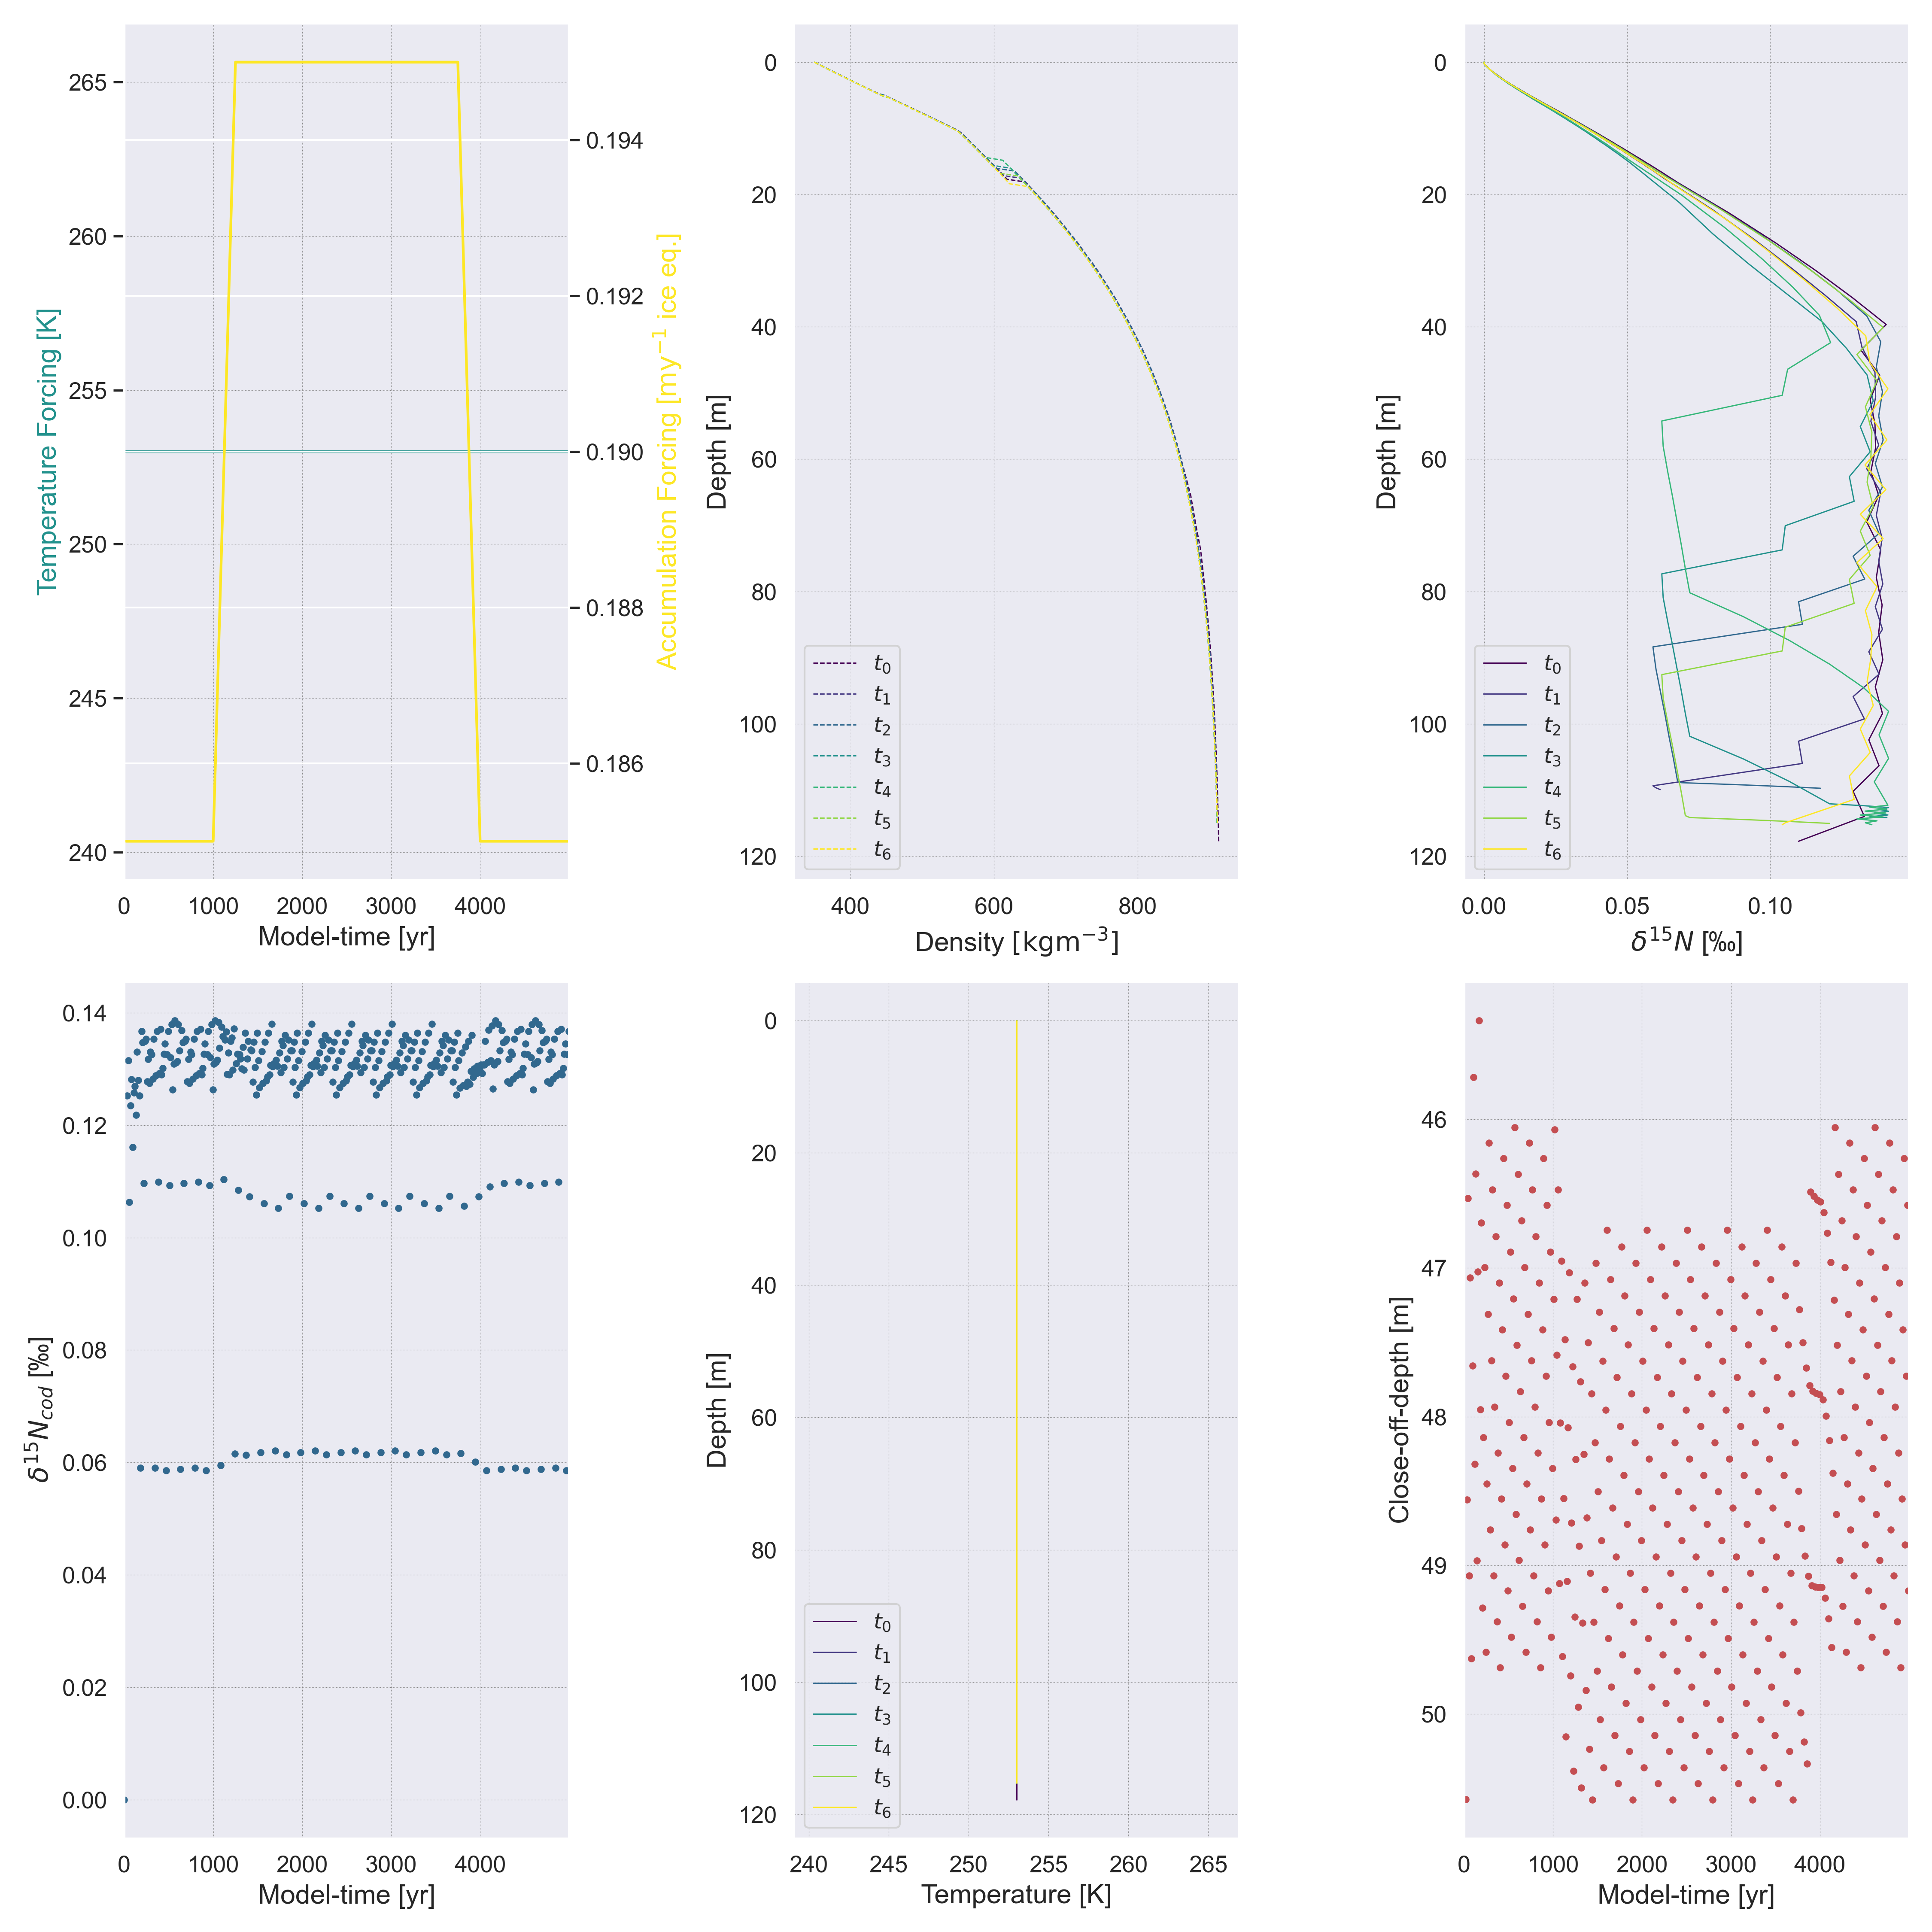 265
260
255
250
245
240
Temperature Forcing [K]
0.194
0.192
0.190
0.188
0.186
Accumulation Forcing [my⁻¹ ice eq.]
0 1000 2000 3000 4000
Model-time [yr]
0
20
40
60
80
100
120
Depth [m]
t₀
t₁
t₂
t₃
t₄
t₅
t₆
400 600 800
Density [kgm⁻³]
0
20
40
60
80
100
120
Depth [m]
t₀
t₁
t₂
t₃
t₄
t₅
t₆
0.00 0.05 0.10
δ¹⁵N [‰]
0.14
0.12
0.10
0.08
0.06
0.04
0.02
0.00
δ¹⁵N_cod [‰]
0 1000 2000 3000 4000
Model-time [yr]
0
20
40
60
80
100
120
Depth [m]
t₀
t₁
t₂
t₃
t₄
t₅
t₆
240 245 250 255 260 265
Temperature [K]
46
47
48
49
50
Close-off-depth [m]
0 1000 2000 3000 4000
Model-time [yr]